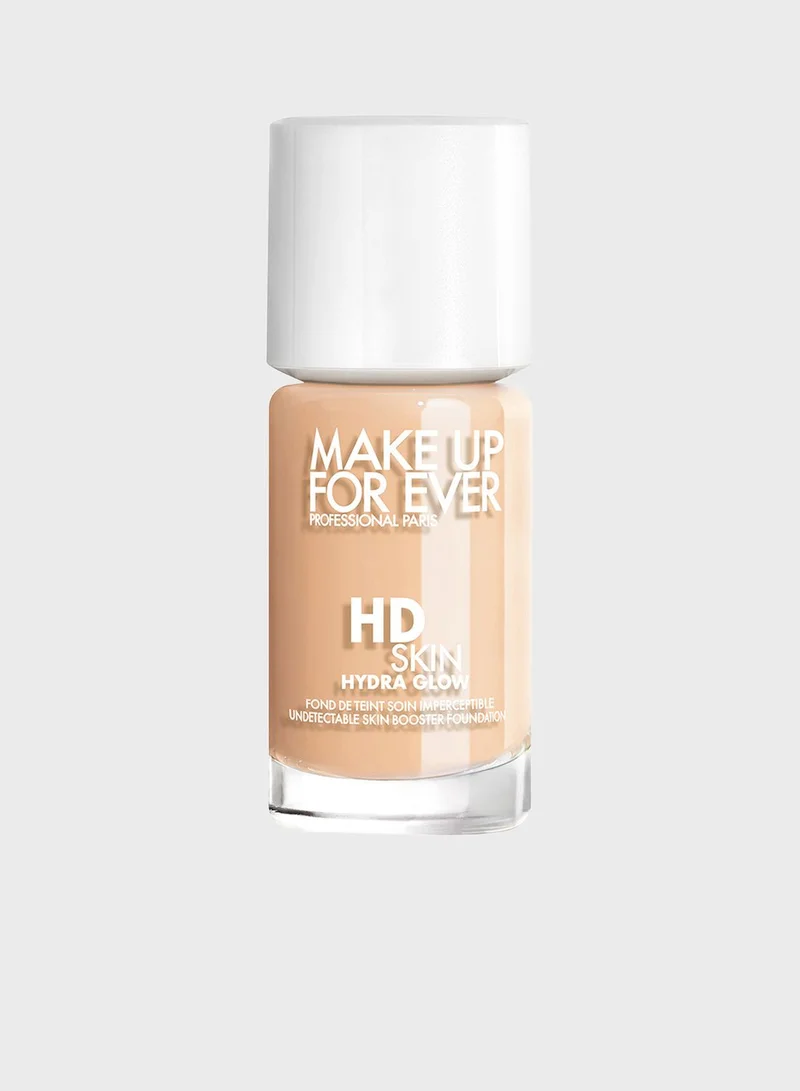 MAKE UP
FOR EVER
PROFESSIONAL PARIS
HD
SKIN
HYDRA GLOW
FOND DE TEINT SOIN IMPERCEPTIBLE
UNDETECTABLE SKIN BOOSTER FOUNDATION